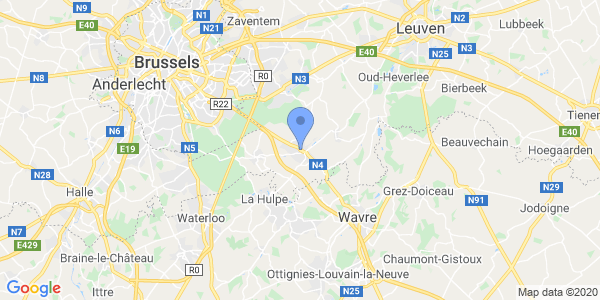 N9
N1
Zaventem
Leuven
N2
Lubbeek
E40
N21
N3
E40
N25
N8
Brussels
R0
N3
Oud-Heverlee
Anderlecht
Bierbeek
R22
Tienen
N6
E40
E19
N5
Beauvechain
Hoegaarden
N4
N28
Halle
La Hulpe
Grez-Doiceau
N29
N91
Jodoigne
Waterloo
Wavre
N7
E429
Braine-le-Château
R0
Chaumont-Gistoux
Ottignies-Louvain-la-Neuve
Google
Ittre
N25
Map data ©2020